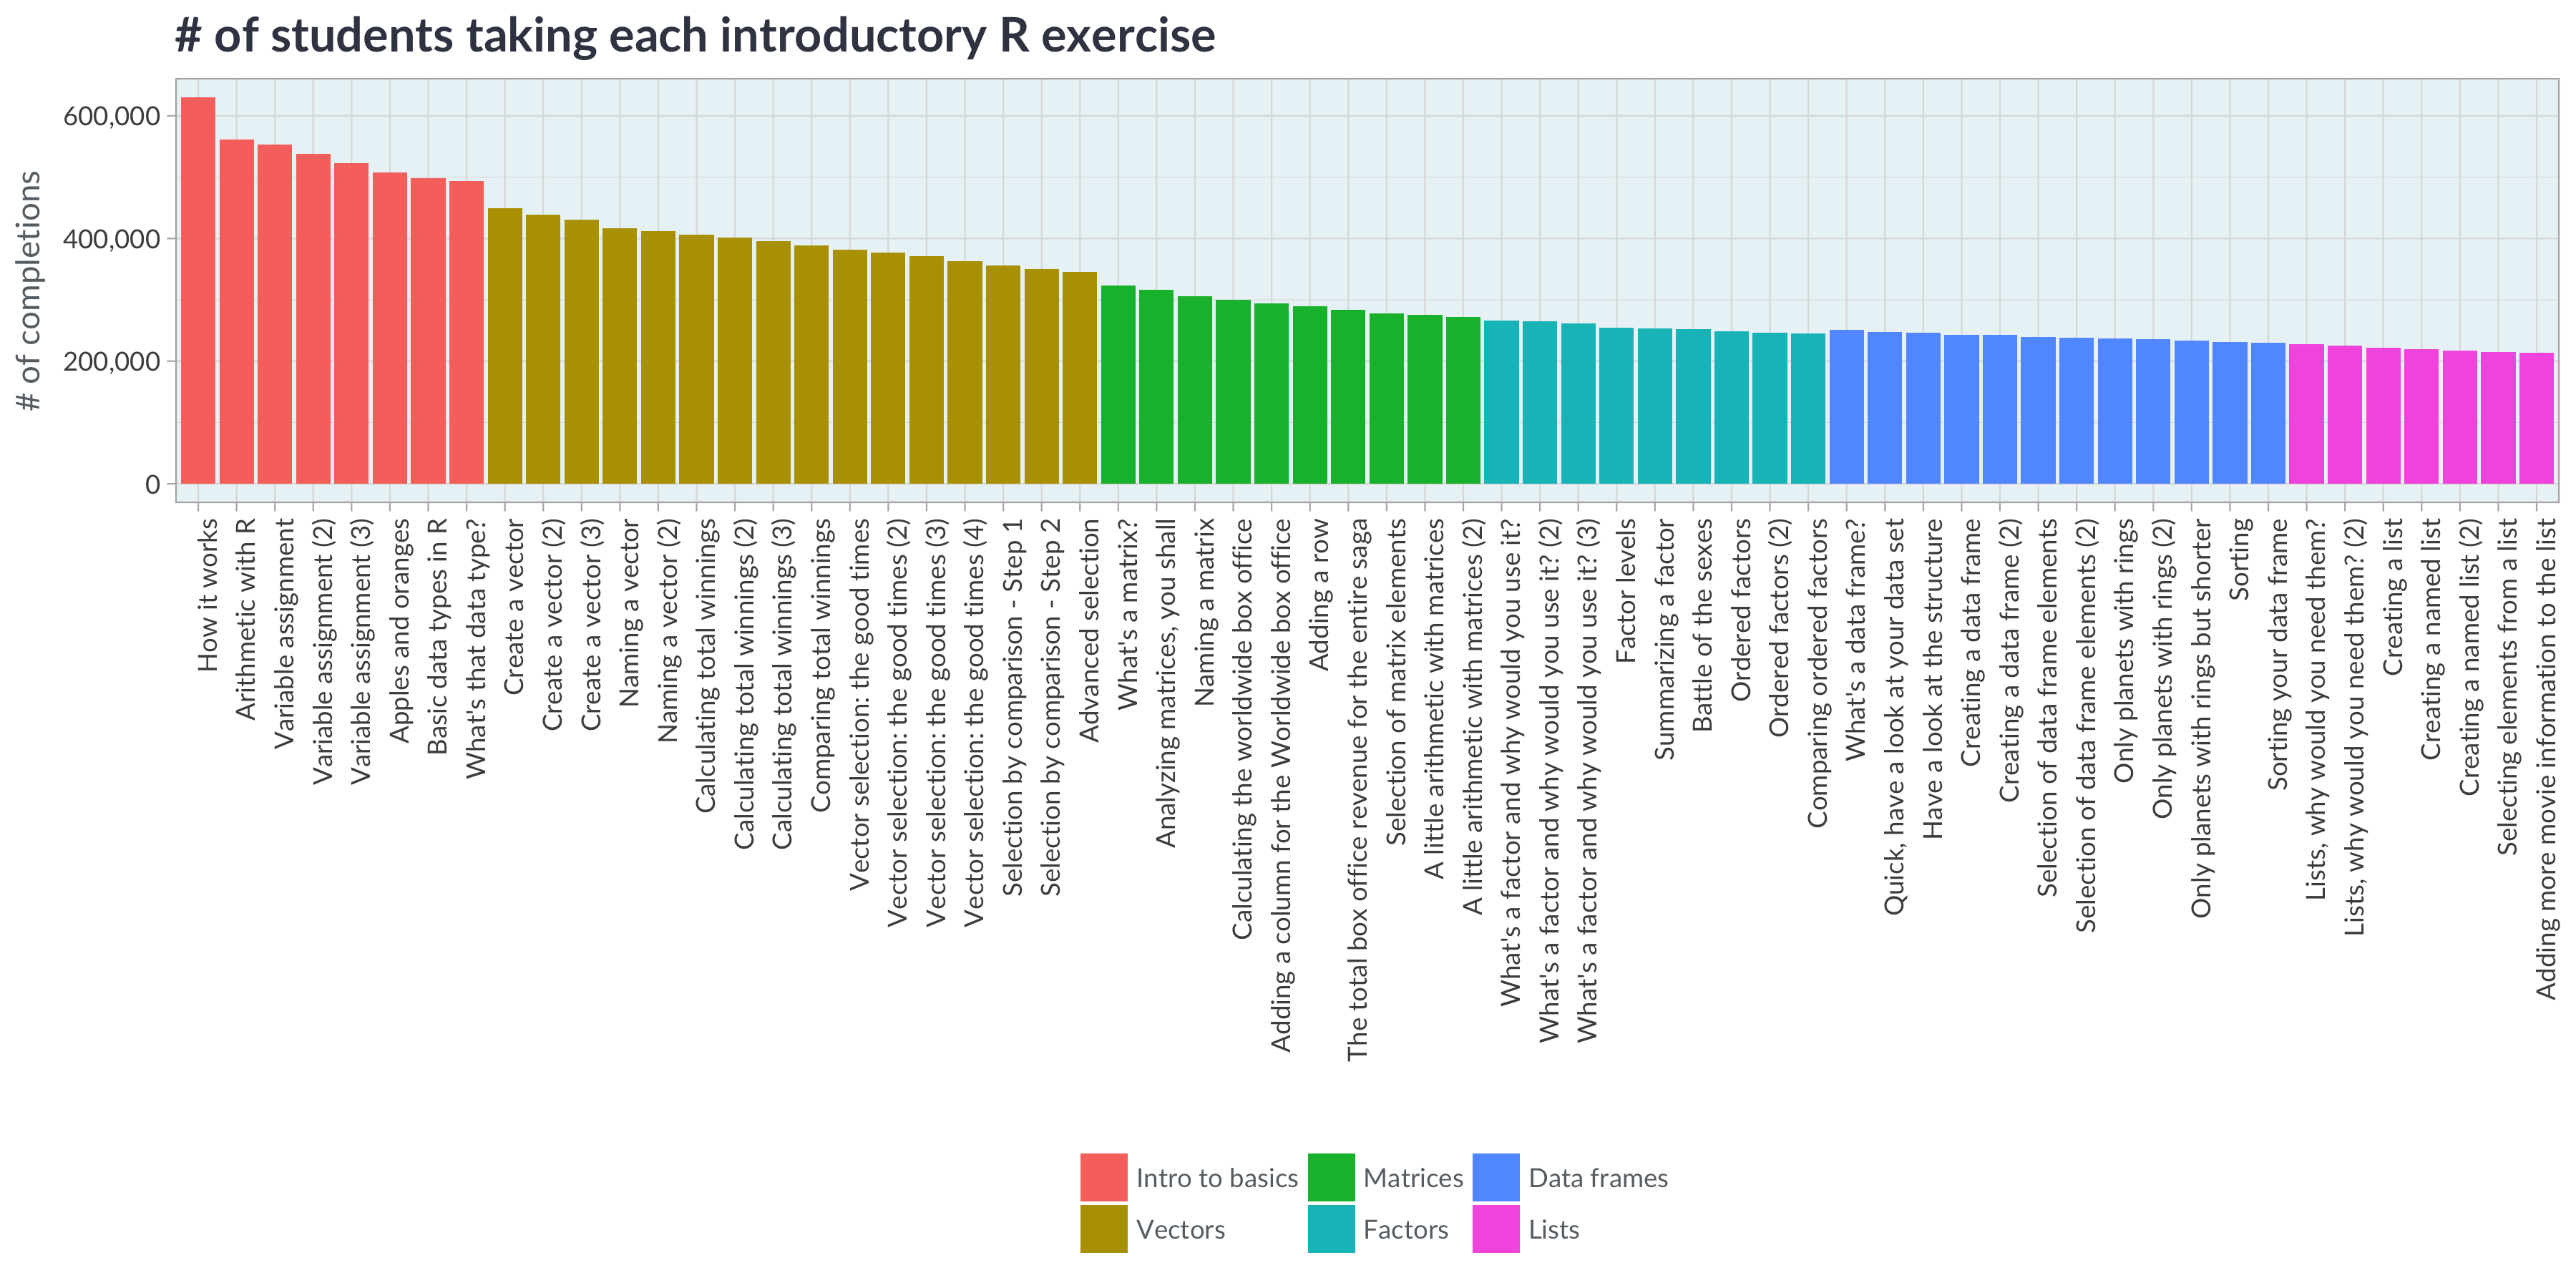 # of students taking each introductory R exercise
# of completions
600,000
400,000
200,000
0
How it works
Arithmetic with R
Variable assignment
Variable assignment (2)
Variable assignment (3)
Apples and oranges
Basic data types in R
What's that data type?
Create a vector
Create a vector (2)
Create a vector (3)
Naming a vector
Naming a vector (2)
Calculating total winnings
Calculating total winnings (2)
Calculating total winnings (3)
Comparing total winnings
Vector selection: the good times
Vector selection: the good times (2)
Vector selection: the good times (3)
Vector selection: the good times (4)
Selection by comparison - Step 1
Selection by comparison - Step 2
Advanced selection
What's a matrix?
Analyzing matrices, you shall
Naming a matrix
Calculating the worldwide box office
Adding a column for the Worldwide box office
Adding a row
The total box office revenue for the entire saga
Selection of matrix elements
A little arithmetic with matrices
A little arithmetic with matrices (2)
What's a factor and why would you use it?
What's a factor and why would you use it? (2)
What's a factor and why would you use it? (3)
Factor levels
Summarizing a factor
Battle of the sexes
Ordered factors
Ordered factors (2)
Comparing ordered factors
What's a data frame?
Quick, have a look at your data set
Have a look at the structure
Creating a data frame
Creating a data frame (2)
Selection of data frame elements
Selection of data frame elements (2)
Only planets with rings
Only planets with rings (2)
Only planets with rings but shorter
Sorting
Sorting your data frame
Lists, why would you need them?
Lists, why would you need them? (2)
Creating a list
Creating a named list
Creating a named list (2)
Selecting elements from a list
Adding more movie information to the list
Intro to basics
Matrices
Data frames
Vectors
Factors
Lists